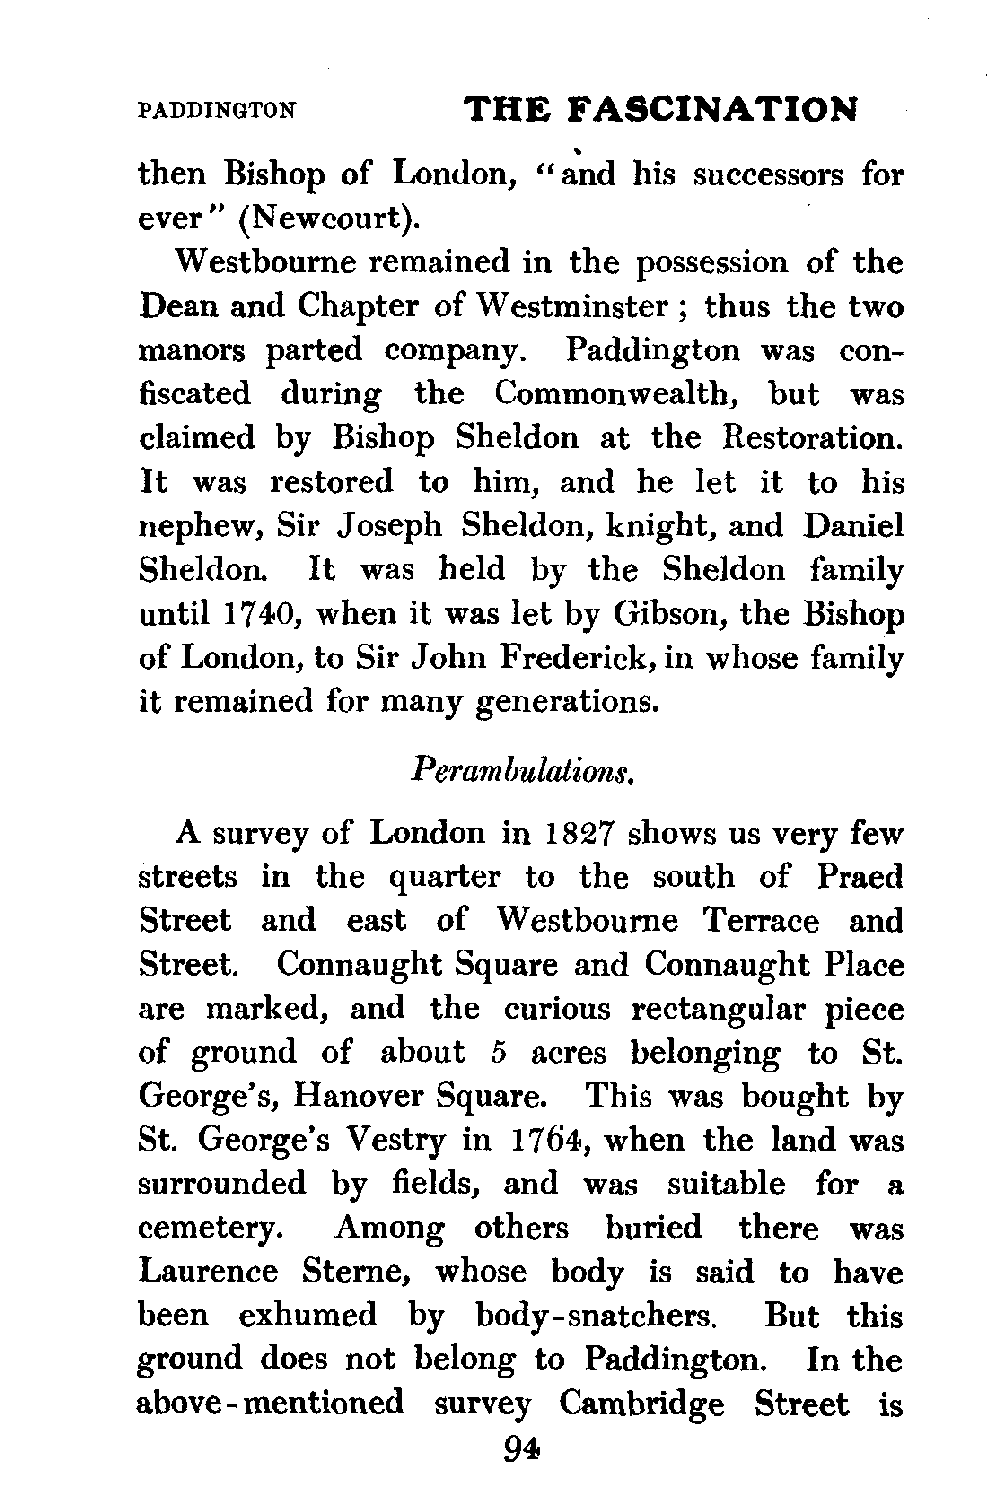 PADDINGTON THE FASCINATION
then Bishop of London, "and his successors for
ever" (Newcourt).
Westbourne remained in the possession of the
Dean and Chapter of Westminster; thus the two
manors parted company. Paddington was con-
fiscated during the Commonwealth, but was
claimed by Bishop Sheldon at the Restoration.
It was restored to him, and he let it to his
nephew, Sir Joseph Sheldon, knight, and Daniel
Sheldon. It was held by the Sheldon family
until 1740, when it was let by Gibson, the Bishop
of London, to Sir John Frederick, in whose family
it remained for many generations.
Perambulations.
A survey of London in 1827 shows us very few
streets in the quarter to the south of Praed
Street and east of Westbourne Terrace and
Street. Connaught Square and Connaught Place
are marked, and the curious rectangular piece
of ground of about 5 acres belonging to St.
George's, Hanover Square. This was bought by
St. George's Vestry in 1764, when the land was
surrounded by fields, and was suitable for a
cemetery. Among others buried there was
Laurence Sterne, whose body is said to have
been exhumed by body-snatchers. But this
ground does not belong to Paddington. In the
above-mentioned survey Cambridge Street is
94